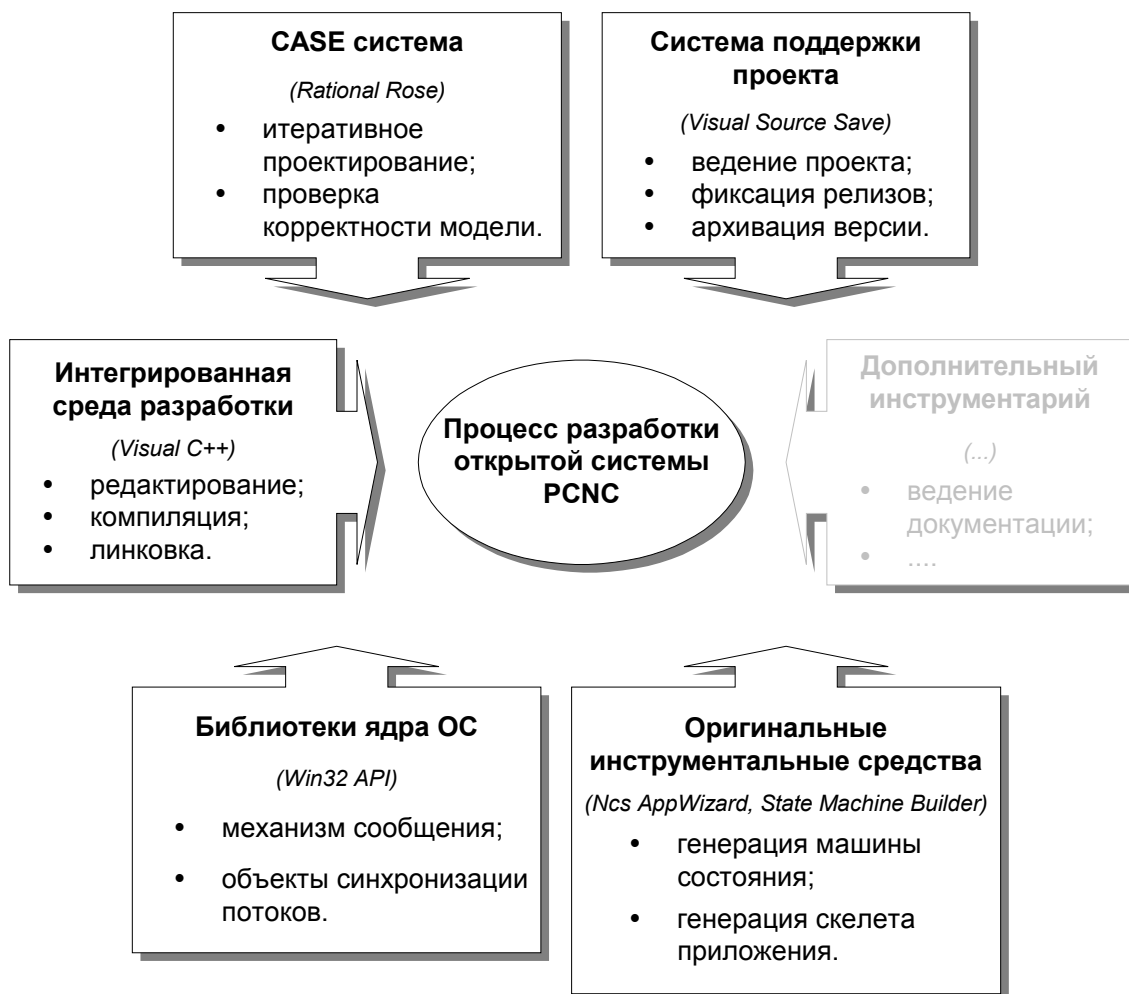 CASE система
(Rational Rose)
• итеративное
проектирование;
• проверка
корректности модели.
Система поддержки
проекта
(Visual Source Save)
• ведение проекта;
• фиксация релизов;
• архивация версии.
Интегрированная
среда разработки
(Visual C++)
• редактирование;
• компиляция;
• линковка.
Процесс разработки
открытой системы
PCNC
Дополнительный
инструментарий
(...)
• ведение
документации;
• ....
Библиотеки ядра ОС
(Win32 API)
• механизм сообщения;
• объекты синхронизации
потоков.
Оригинальные
инструментальные средства
(Ncs AppWizard, State Machine Builder)
• генерация машины
состояния;
• генерация скелета
приложения.